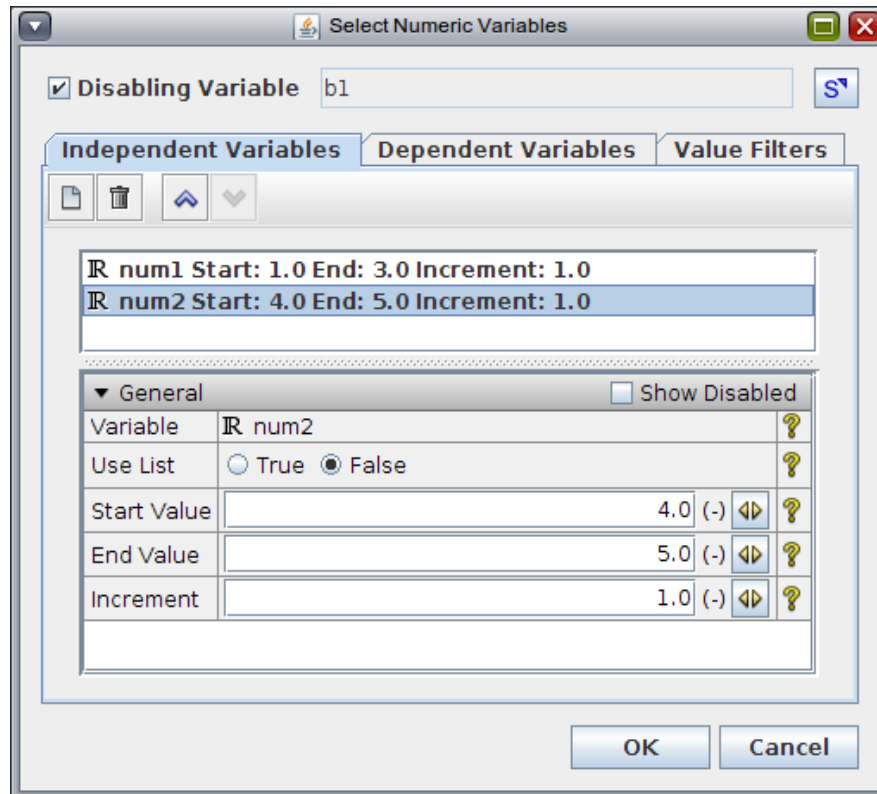 Select Numeric Variables
Disabling Variable b1 S
Independent Variables Dependent Variables Value Filters
ℝ num1 Start: 1.0 End: 3.0 Increment: 1.0
ℝ num2 Start: 4.0 End: 5.0 Increment: 1.0
General Show Disabled
Variable ℝ num2 ?
Use List True False ?
Start Value 4.0 (-) ?
End Value 5.0 (-) ?
Increment 1.0 (-) ?
OK Cancel